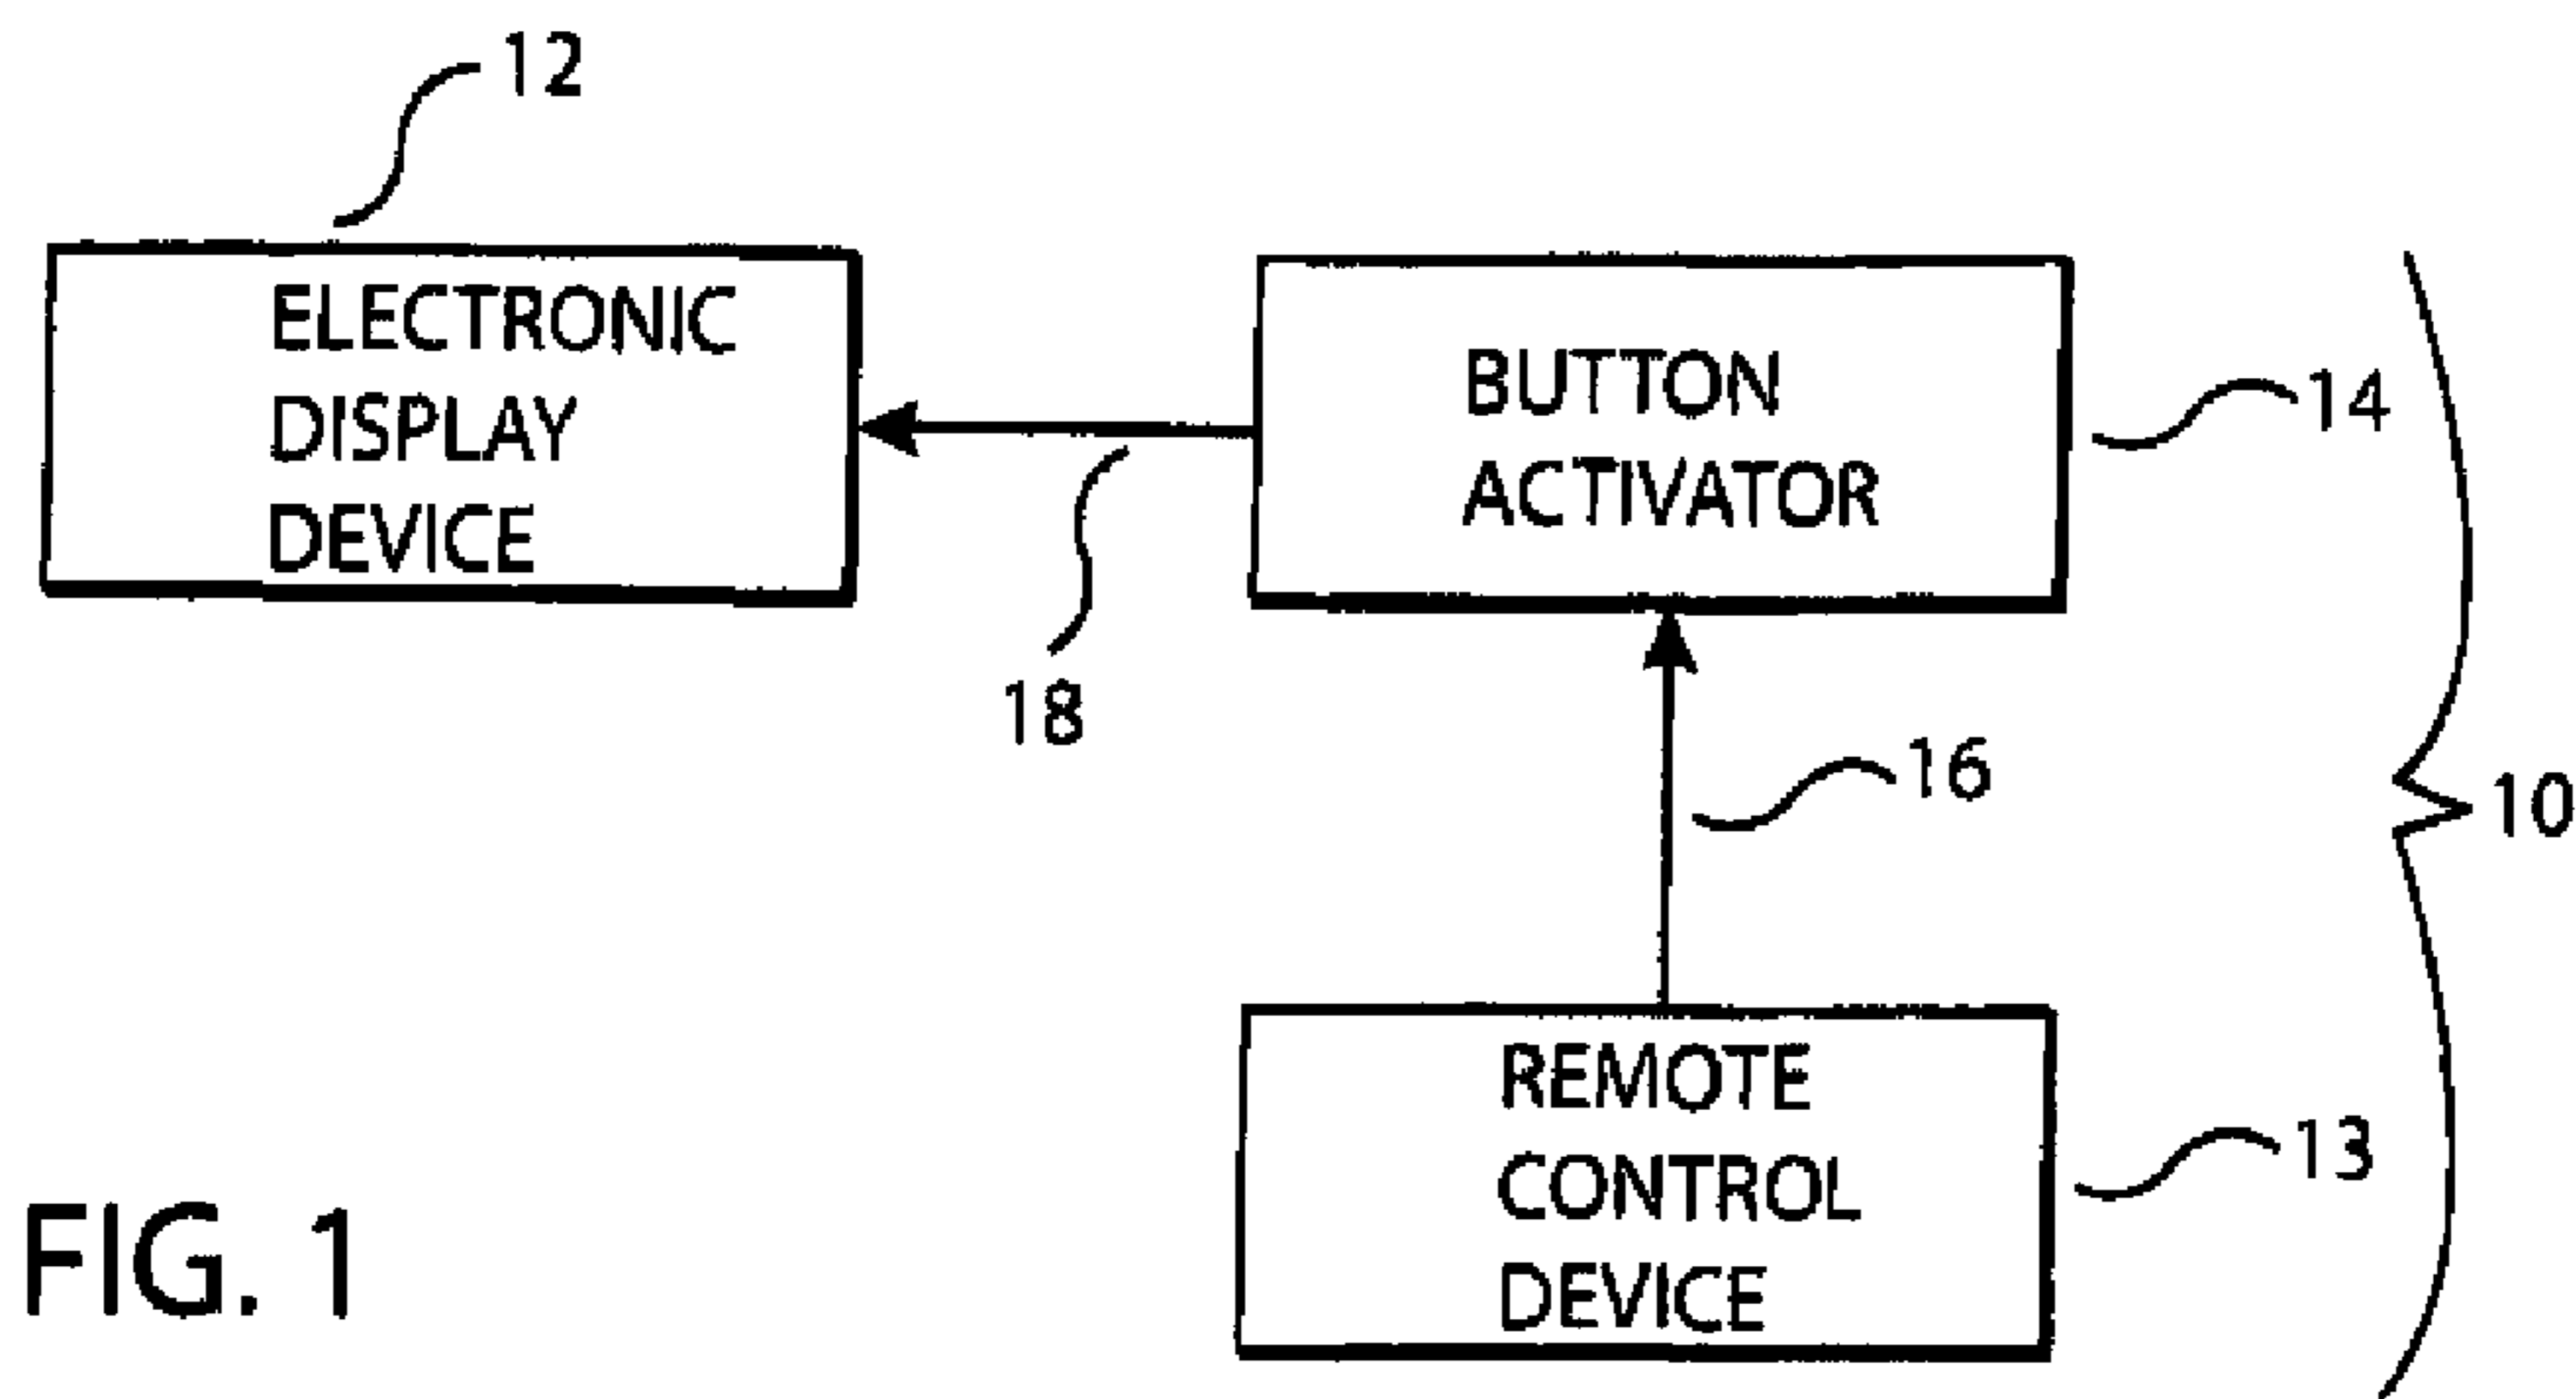 12
ELECTRONIC
DISPLAY
DEVICE
BUTTON
ACTIVATOR
14
18
16
10
REMOTE
CONTROL
DEVICE
13
FIG. 1